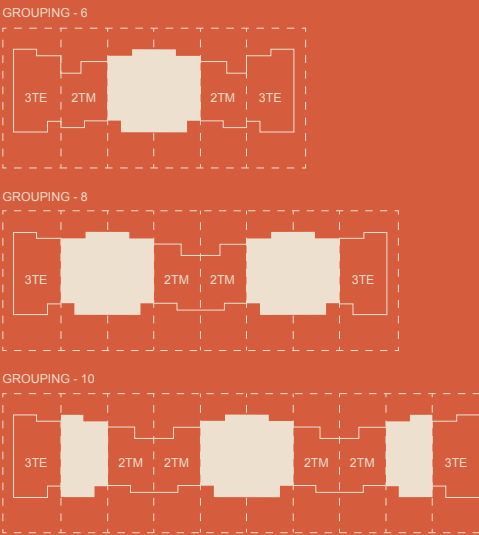 GROUPING - 6
3TE 2TM 2TM 3TE
GROUPING - 8
3TE 2TM 2TM 3TE
GROUPING - 10
3TE 2TM 2TM 2TM 2TM 3TE